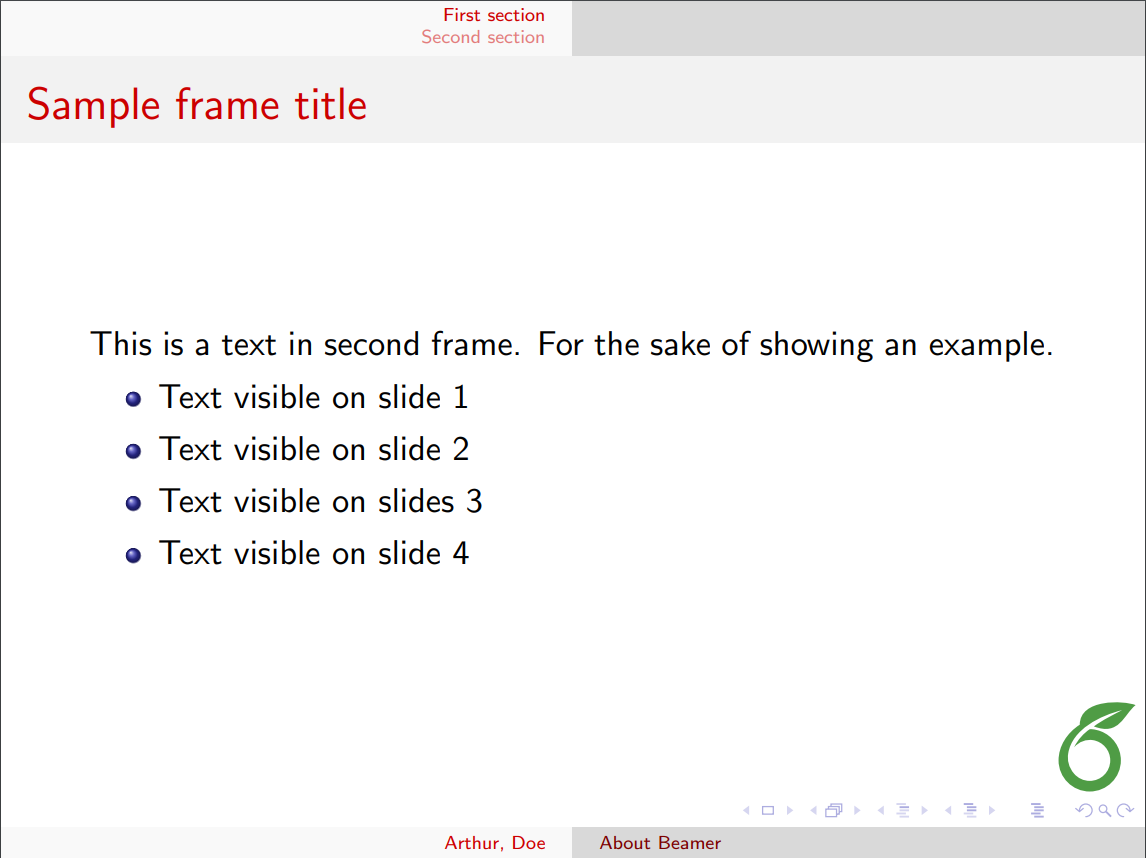 First section
Second section
Sample frame title
This is a text in second frame. For the sake of showing an example.
Text visible on slide 1
Text visible on slide 2
Text visible on slides 3
Text visible on slide 4
Arthur, Doe
About Beamer